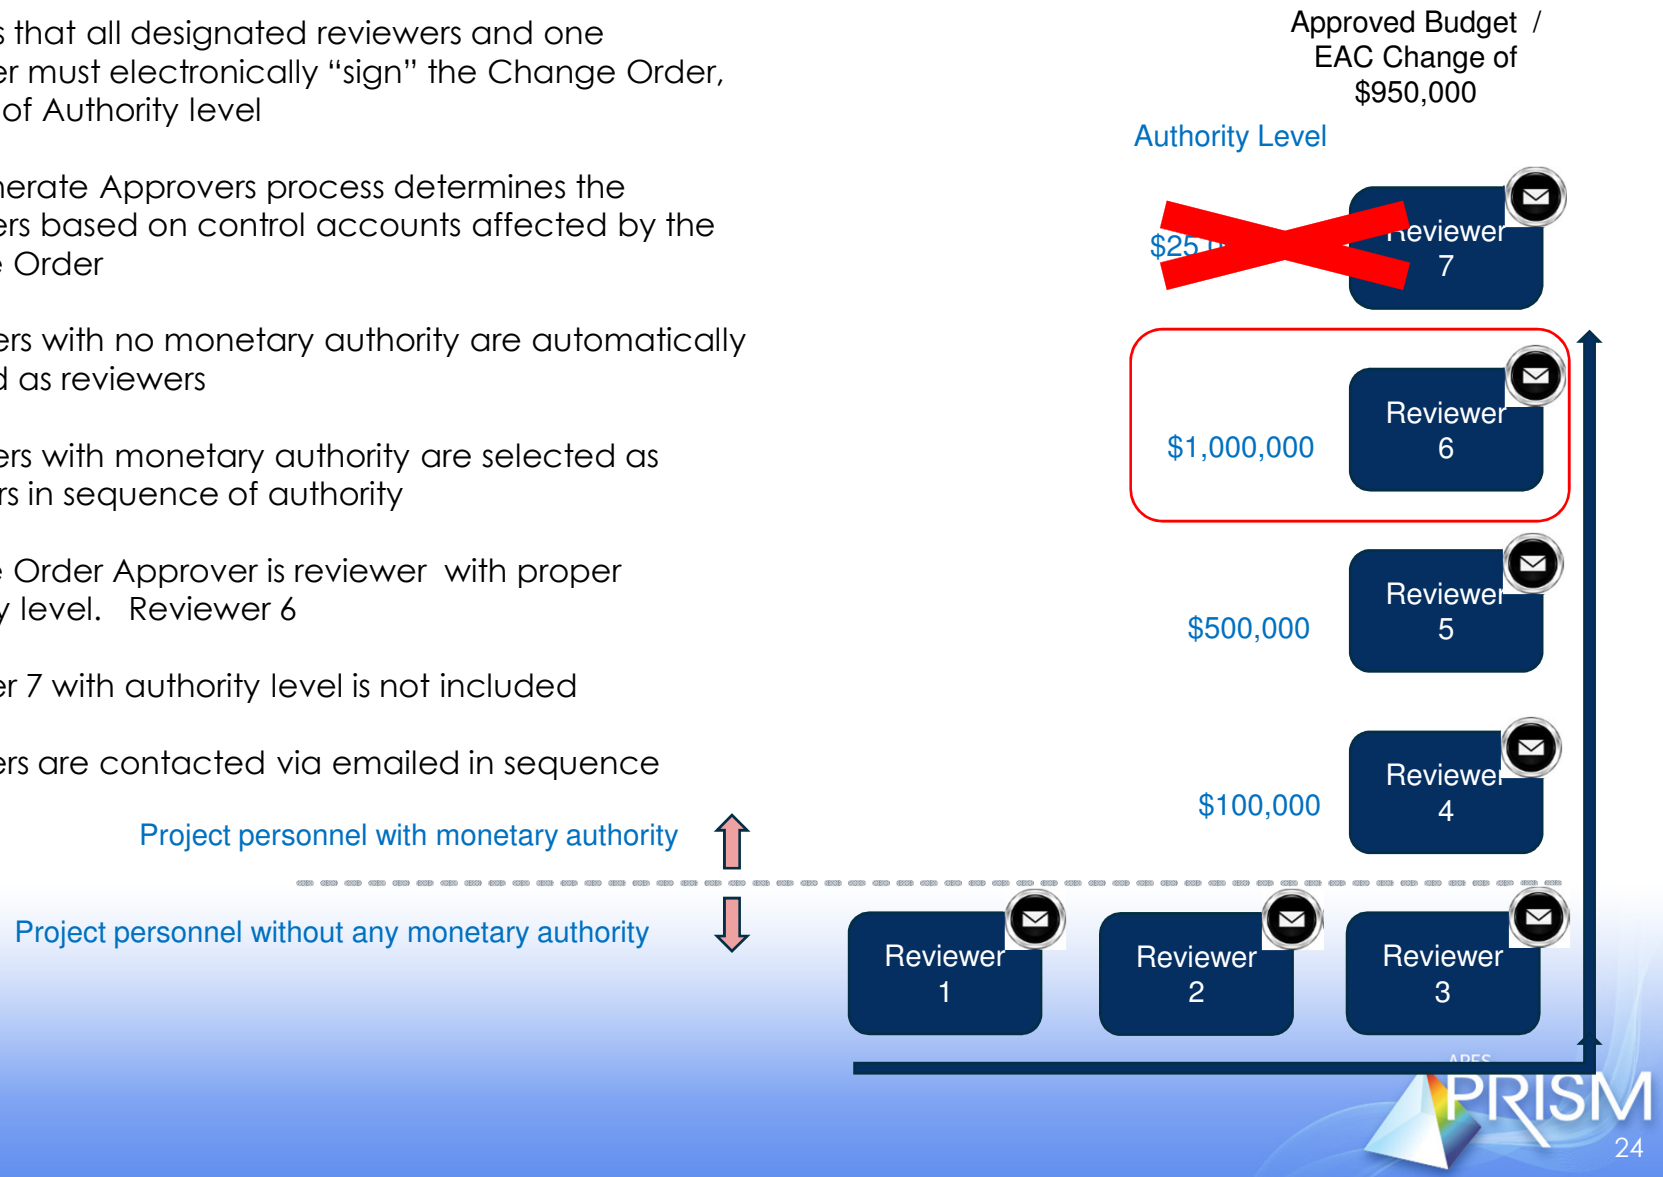 s that all designated reviewers and one
er must electronically “sign” the Change Order,
of Authority level
nerate Approvers process determines the
ers based on control accounts affected by the
e Order
ers with no monetary authority are automatically
d as reviewers
ers with monetary authority are selected as
rs in sequence of authority
e Order Approver is reviewer with proper
y level. Reviewer 6
er 7 with authority level is not included
ers are contacted via emailed in sequence
Project personnel with monetary authority
Project personnel without any monetary authority
Approved Budget /
EAC Change of
$950,000
Authority Level
$25
Reviewer
7
$1,000,000
Reviewer
6
$500,000
Reviewer
5
$100,000
Reviewer
4
Reviewer
1
Reviewer
2
Reviewer
3
ARES
PRISM
24